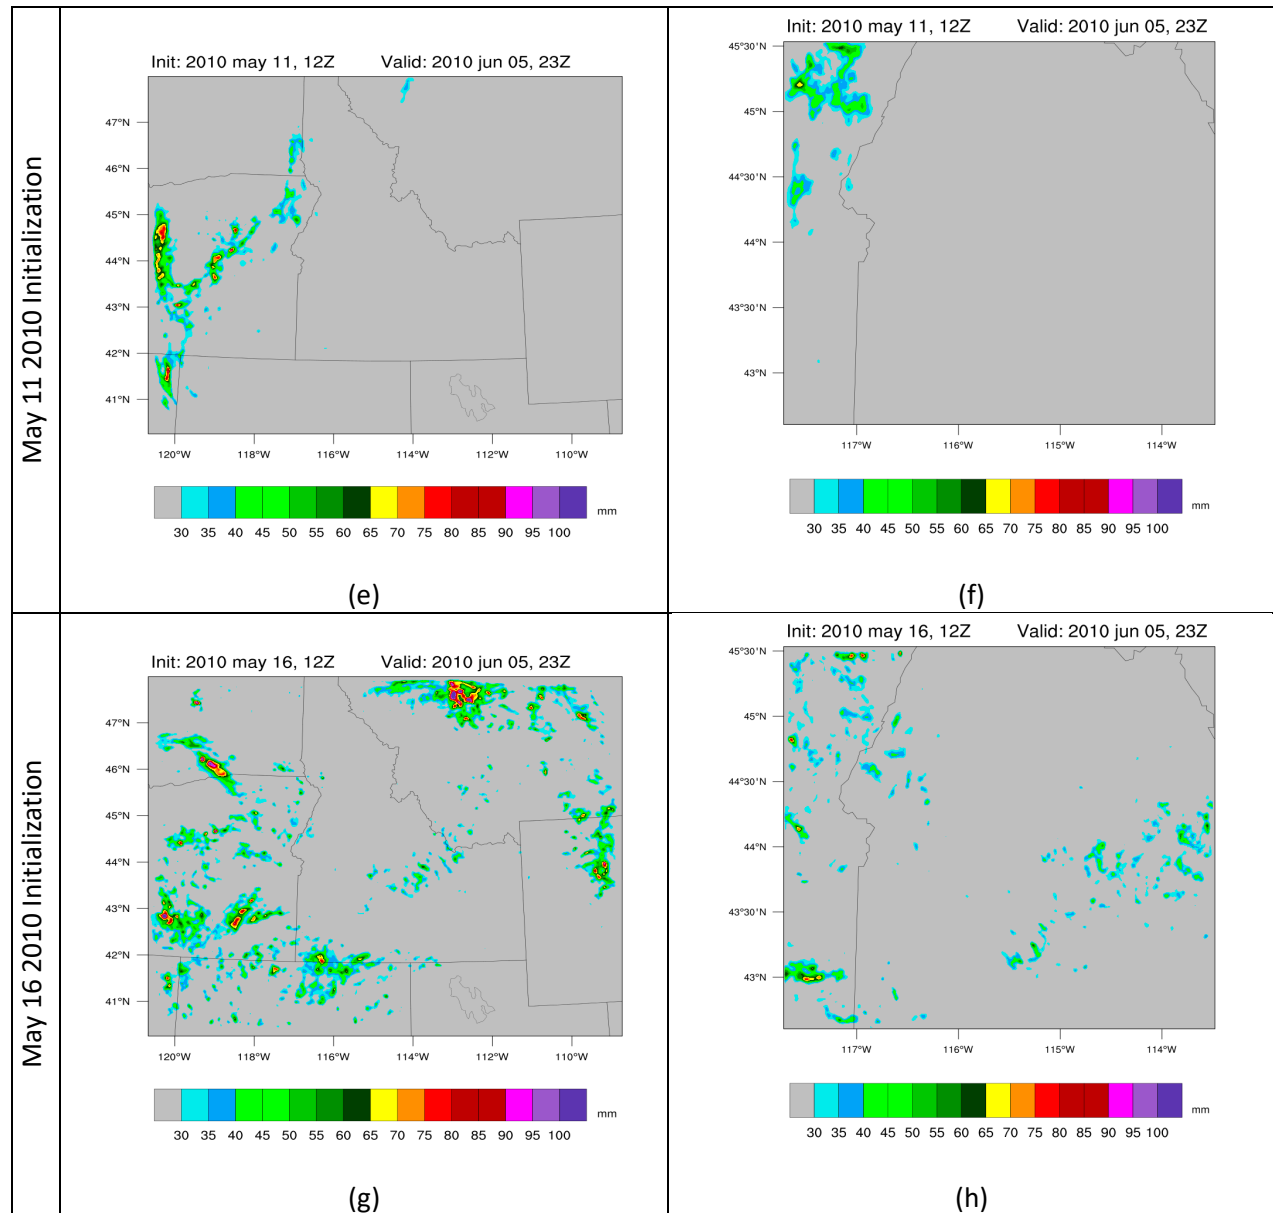 May 11 2010 Initialization
Init: 2010 may 11, 12Z Valid: 2010 jun 05, 23Z
47°N
46°N
45°N
44°N
43°N
42°N
41°N
120°W 118°W 116°W 114°W 112°W 110°W
30 35 40 45 50 55 60 65 70 75 80 85 90 95 100 mm
(e)
Init: 2010 may 11, 12Z Valid: 2010 jun 05, 23Z
45°30'N
45°N
44°30'N
44°N
43°30'N
43°N
117°W 116°W 115°W 114°W
30 35 40 45 50 55 60 65 70 75 80 85 90 95 100 mm
(f)
May 16 2010 Initialization
Init: 2010 may 16, 12Z Valid: 2010 jun 05, 23Z
47°N
46°N
45°N
44°N
43°N
42°N
41°N
120°W 118°W 116°W 114°W 112°W 110°W
30 35 40 45 50 55 60 65 70 75 80 85 90 95 100 mm
(g)
Init: 2010 may 16, 12Z Valid: 2010 jun 05, 23Z
45°30'N
45°N
44°30'N
44°N
43°30'N
43°N
117°W 116°W 115°W 114°W
30 35 40 45 50 55 60 65 70 75 80 85 90 95 100 mm
(h)